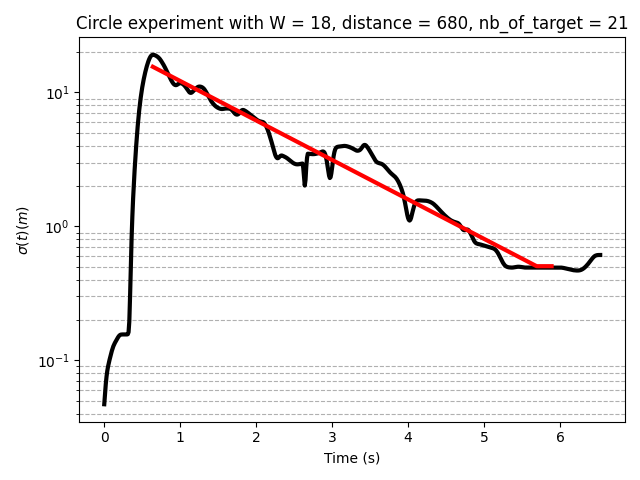 Circle experiment with W = 18, distance = 680, nb_of_target = 21
10¹
10⁰
10⁻¹
σ(t)(m)
0 1 2 3 4 5 6
Time (s)